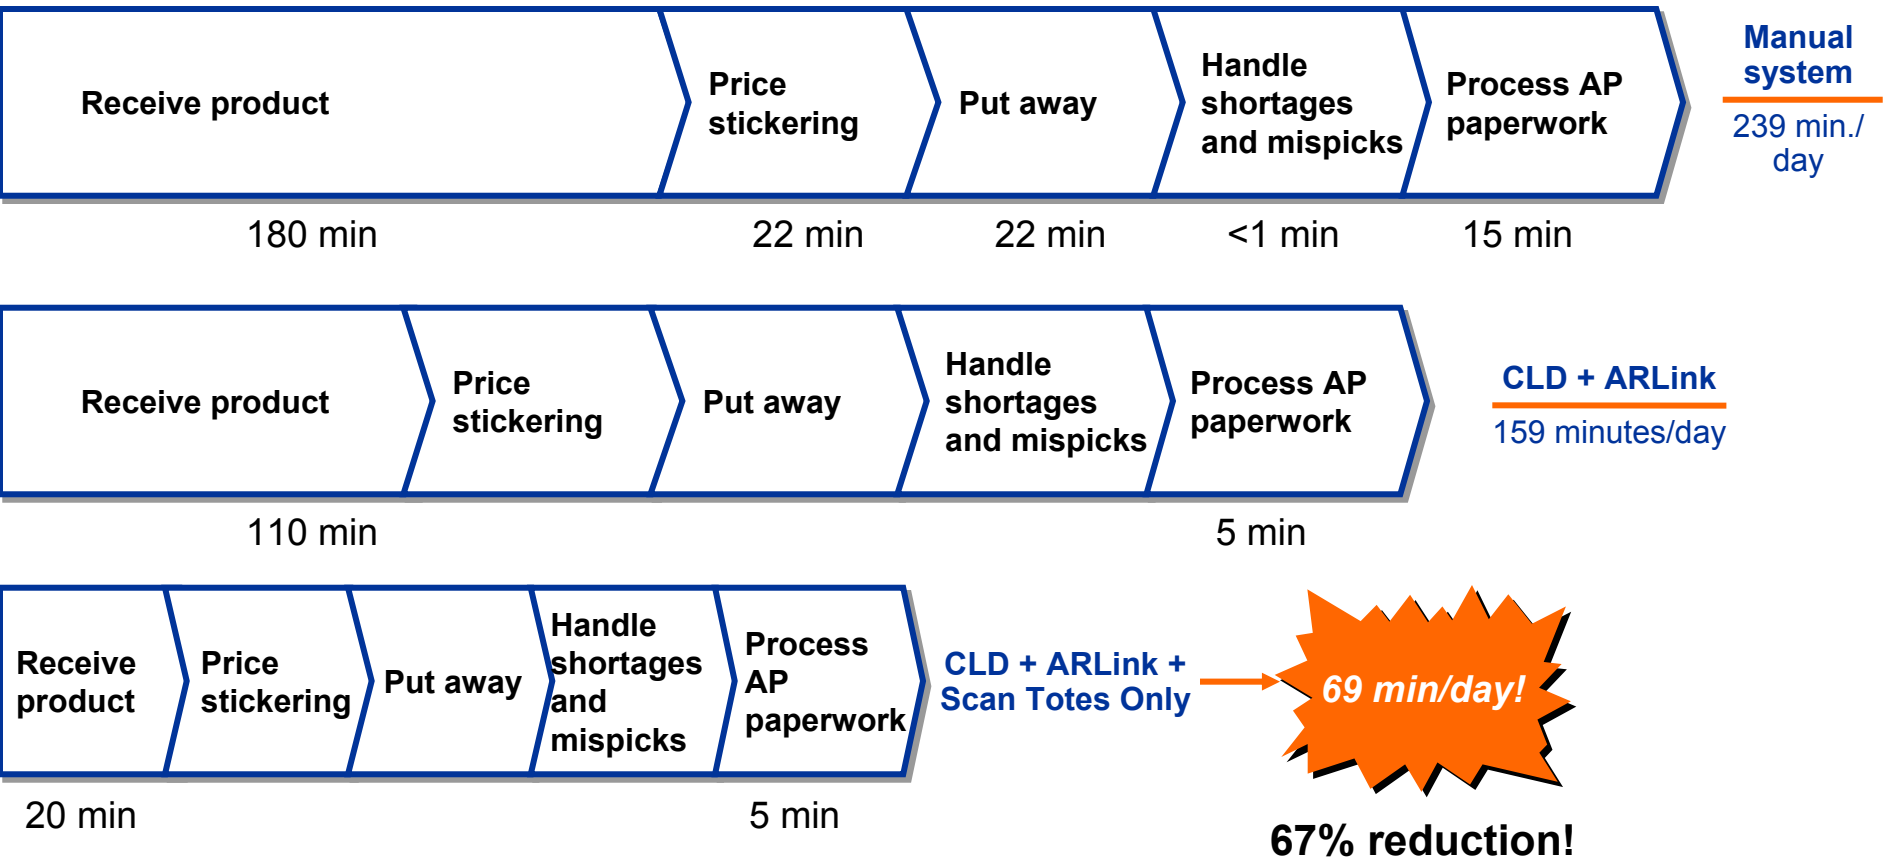 Receive product
Price
stickering
Put away
Handle
shortages
and mispicks
Process AP
paperwork
Manual
system
239 min./
day
180 min
22 min
22 min
<1 min
15 min
Receive product
Price
stickering
Put away
Handle
shortages
and mispicks
Process AP
paperwork
CLD + ARLink
159 minutes/day
110 min
5 min
Receive
product
Price
stickering
Put away
Handle
shortages
and
mispicks
Process
AP
paperwork
CLD + ARLink +
Scan Totes Only
69 min/day!
20 min
5 min
67% reduction!